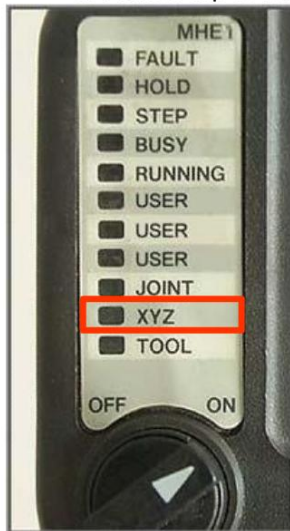 MHE1
FAULT
HOLD
STEP
BUSY
RUNNING
USER
USER
USER
JOINT
XYZ
TOOL
OFF ON